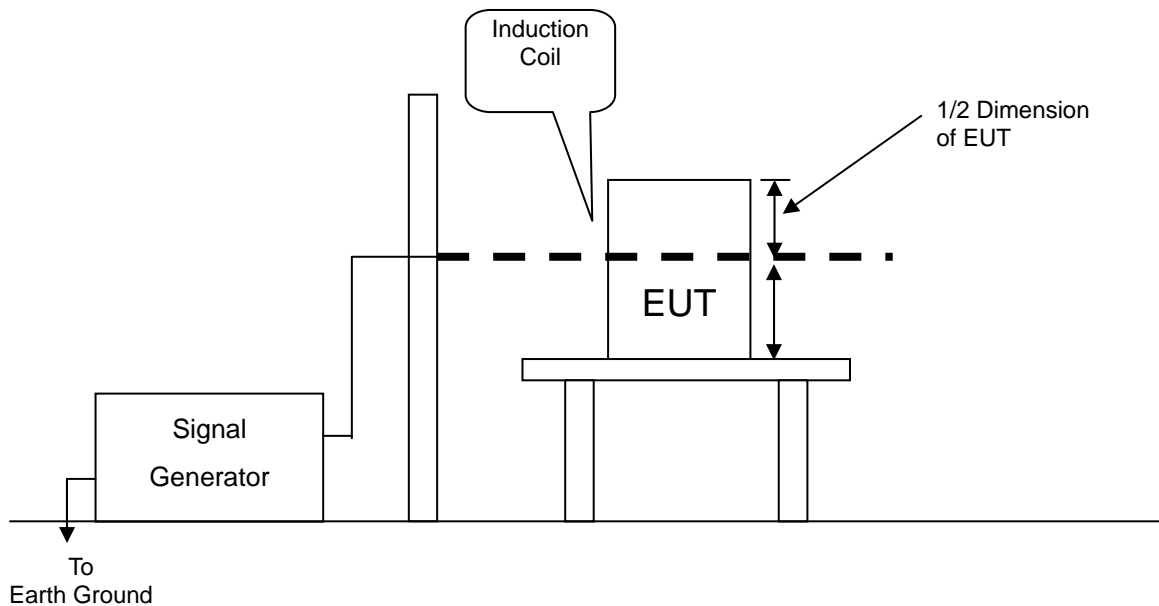 Induction
Coil
1/2 Dimension
of EUT
EUT
Signal
Generator
To
Earth Ground